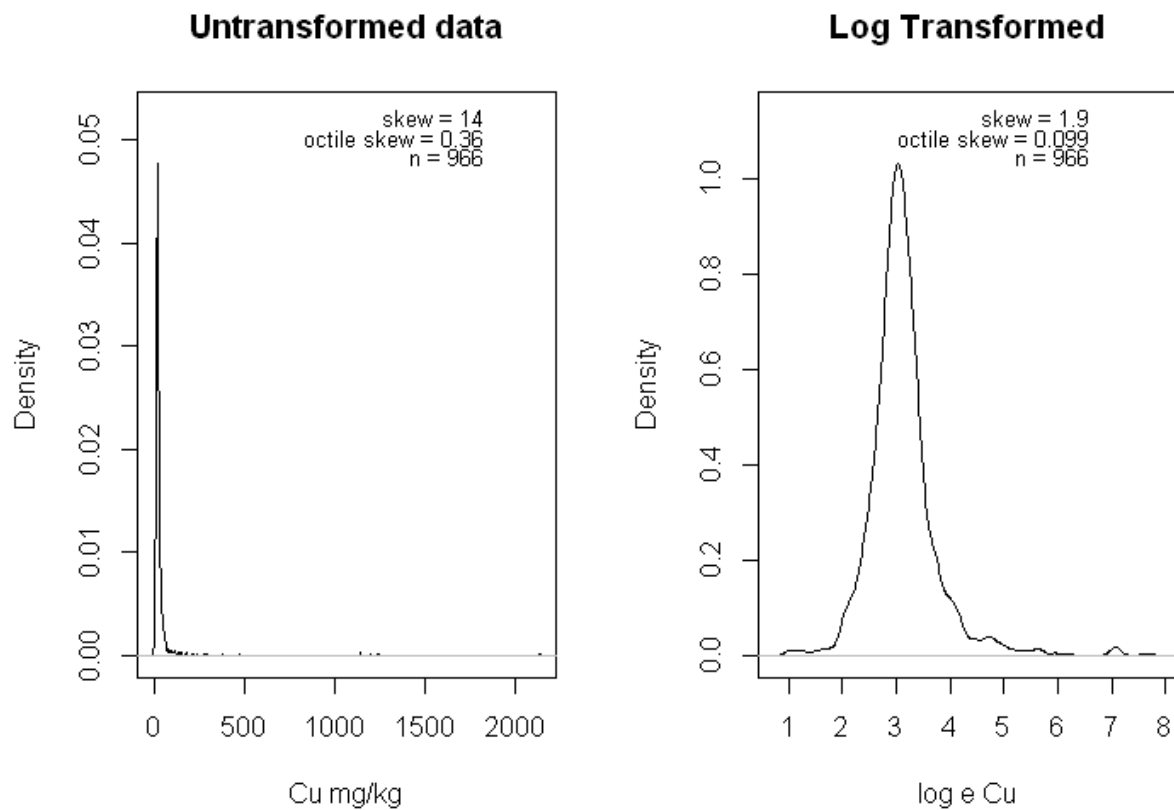 Untransformed data
skew = 14
octile skew = 0.36
n = 966
Density
0.00
0.01
0.02
0.03
0.04
0.05
0
500
1000
1500
2000
Cu mg/kg
Log Transformed
skew = 1.9
octile skew = 0.099
n = 966
Density
0.0
0.2
0.4
0.6
0.8
1.0
1
2
3
4
5
6
7
8
log e Cu